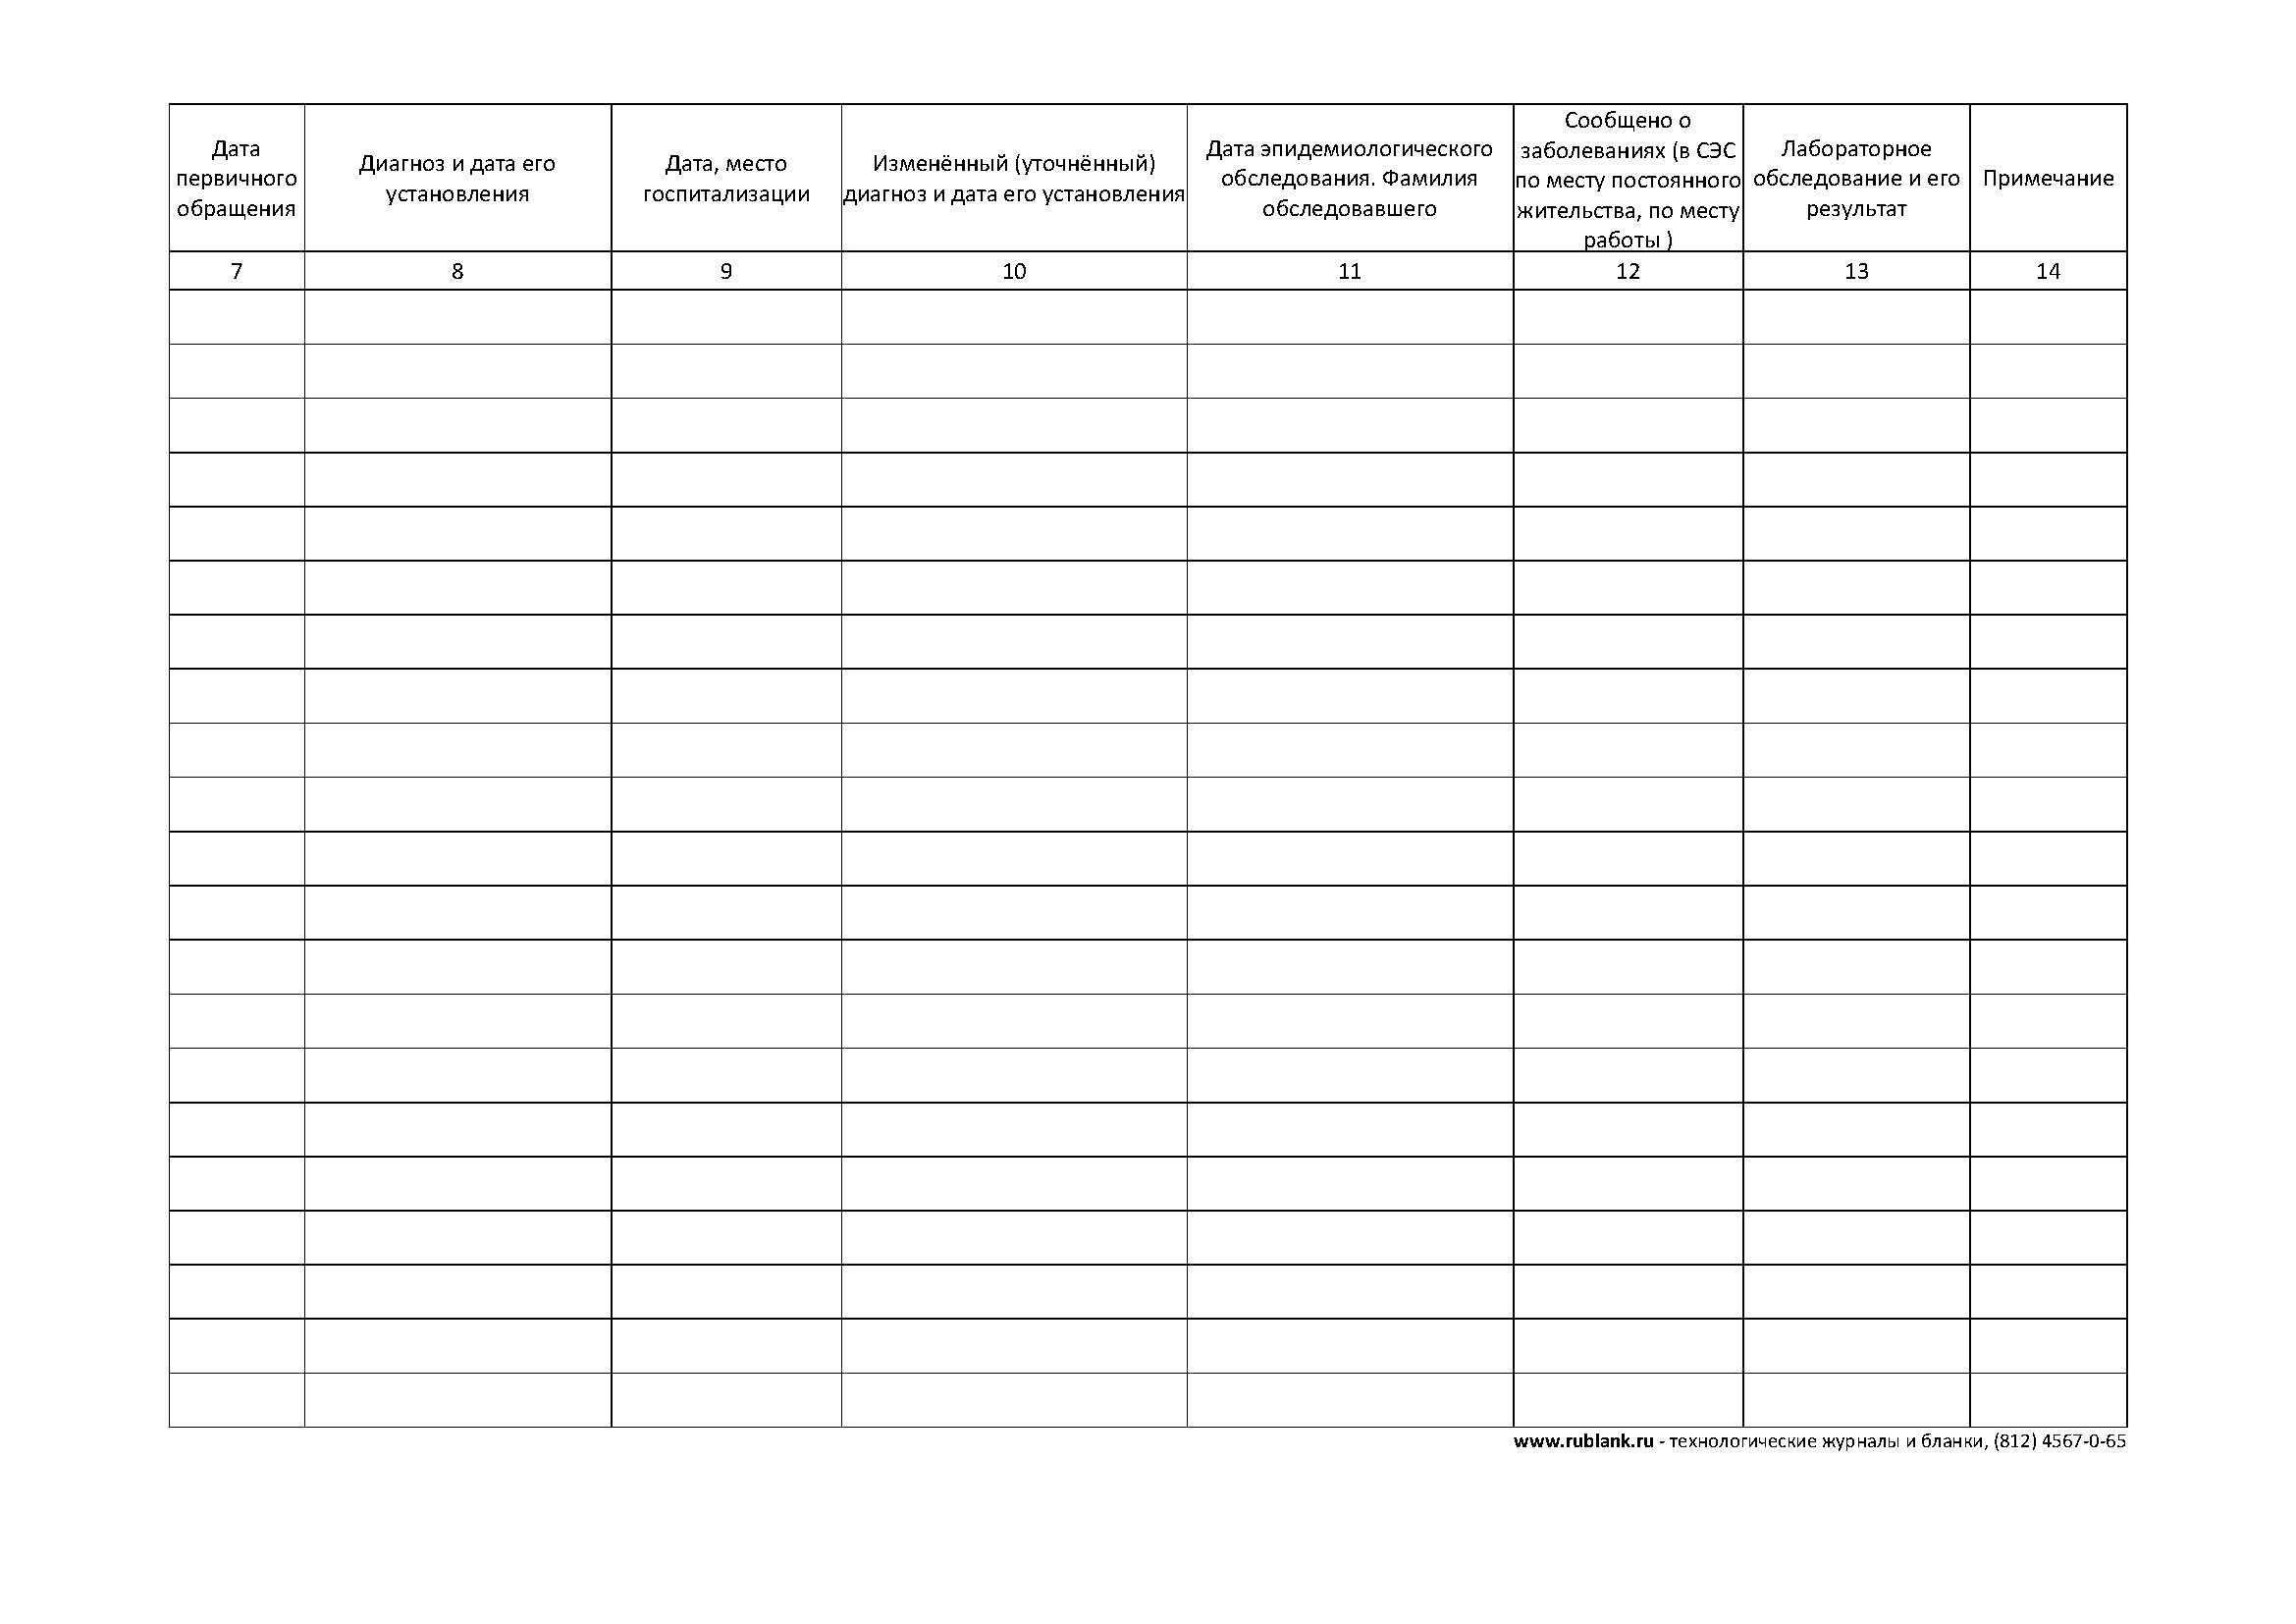 Дата
первичного
обращения
Диагноз и дата его
установления
Дата, место
госпитализации
Изменённый (уточнённый)
диагноз и дата его установления
Дата эпидемиологического
обследования. Фамилия
обследовавшего
Сообщено о
заболеваниях (в СЭС
по месту постоянного
жительства, по месту
работы )
Лабораторное
обследование и его
результат
Примечание
7 8 9 10 11 12 13 14
www.rublank.ru - технологические журналы и бланки, (812) 4567-0-65